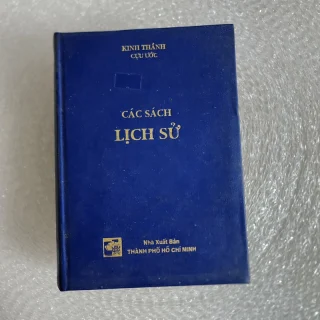 KINH THÁNH
CỰU ƯỚC
CÁC SÁCH
LỊCH SỬ
Nhà Xuất Bản
THÀNH PHỐ HỒ CHÍ MINH